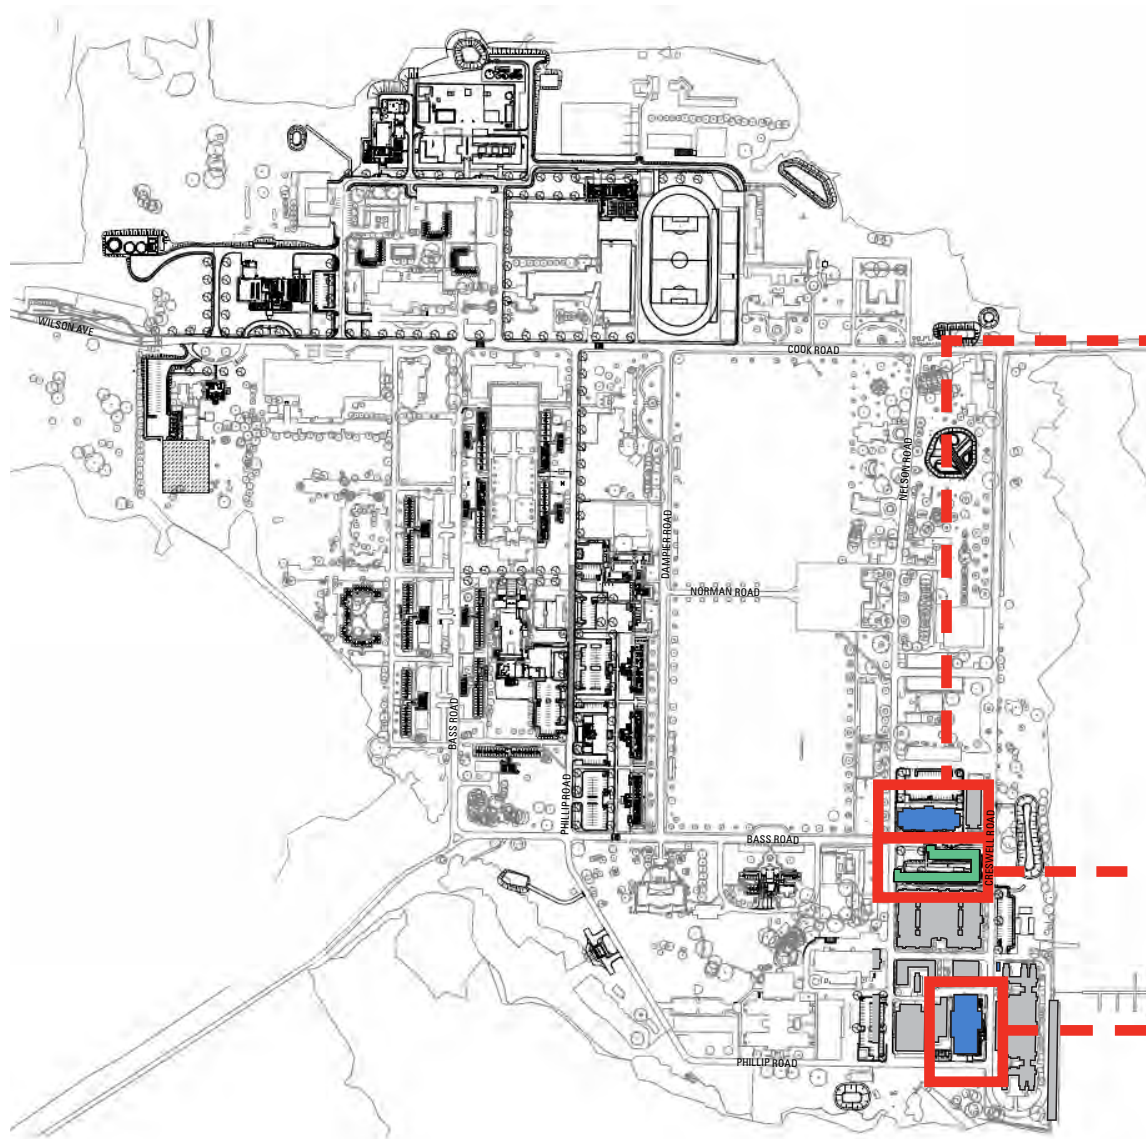 WILSON AVE
COOK ROAD
NELSON ROAD
DAMPIER ROAD
NORMAN ROAD
BASS ROAD
PHILLIP ROAD
BASS ROAD
CRESWELL ROAD
PHILLIP ROAD